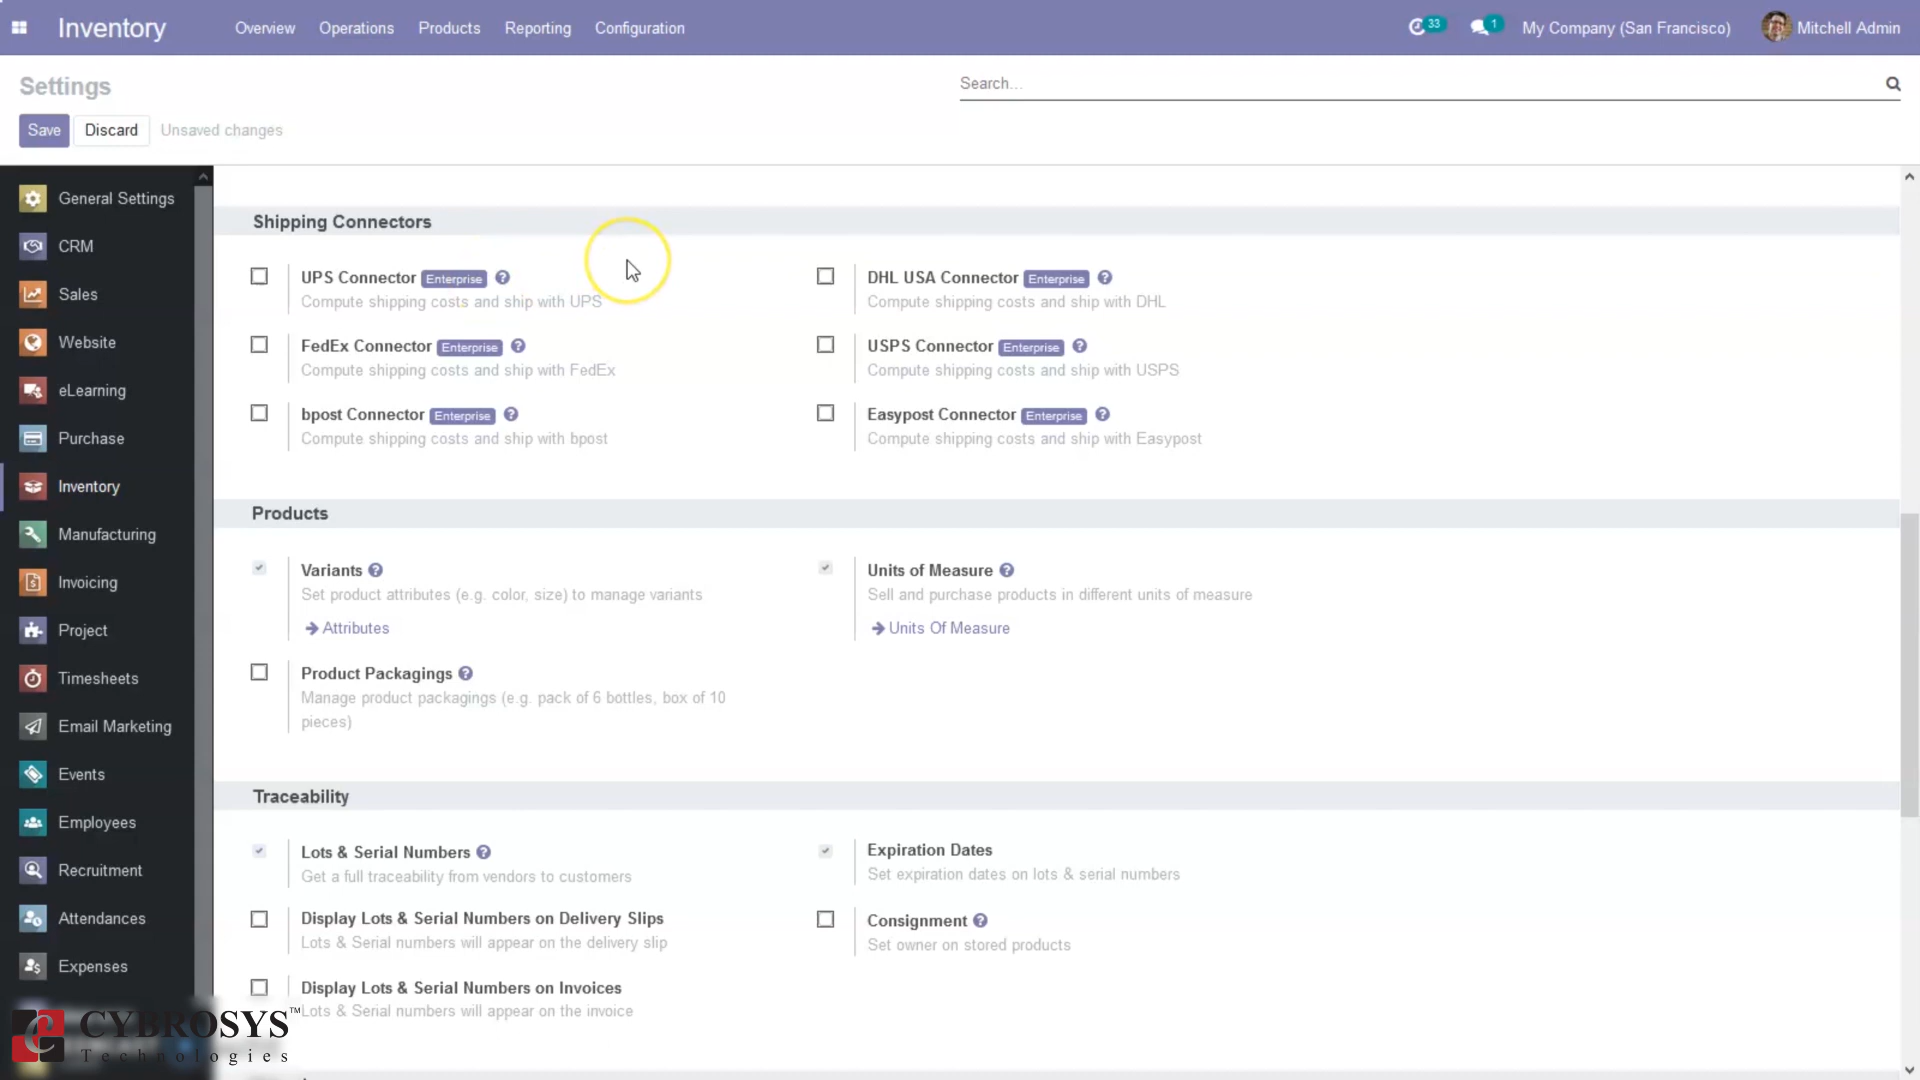 Inventory Overview Operations Products Reporting Configuration 33 1 My Company (San Francisco) Mitchell Admin
Settings
Search...
Save Discard Unsaved changes
General Settings
CRM
Sales
Website
eLearning
Purchase
Inventory
Manufacturing
Invoicing
Project
Timesheets
Email Marketing
Events
Employees
Recruitment
Attendances
Expenses
Shipping Connectors
UPS Connector Enterprise ?
Compute shipping costs and ship with UPS
DHL USA Connector Enterprise ?
Compute shipping costs and ship with DHL
FedEx Connector Enterprise ?
Compute shipping costs and ship with FedEx
USPS Connector Enterprise ?
Compute shipping costs and ship with USPS
bpost Connector Enterprise ?
Compute shipping costs and ship with bpost
Easypost Connector Enterprise ?
Compute shipping costs and ship with Easypost
Products
Variants ?
Set product attributes (e.g. color, size) to manage variants
Attributes
Units of Measure ?
Sell and purchase products in different units of measure
Units Of Measure
Product Packagings ?
Manage product packagings (e.g. pack of 6 bottles, box of 10
pieces)
Traceability
Lots & Serial Numbers ?
Get a full traceability from vendors to customers
Expiration Dates
Set expiration dates on lots & serial numbers
Display Lots & Serial Numbers on Delivery Slips
Lots & Serial numbers will appear on the delivery slip
Consignment ?
Set owner on stored products
Display Lots & Serial Numbers on Invoices
Lots & Serial numbers will appear on the invoice
CYBROSYS™
Technologies